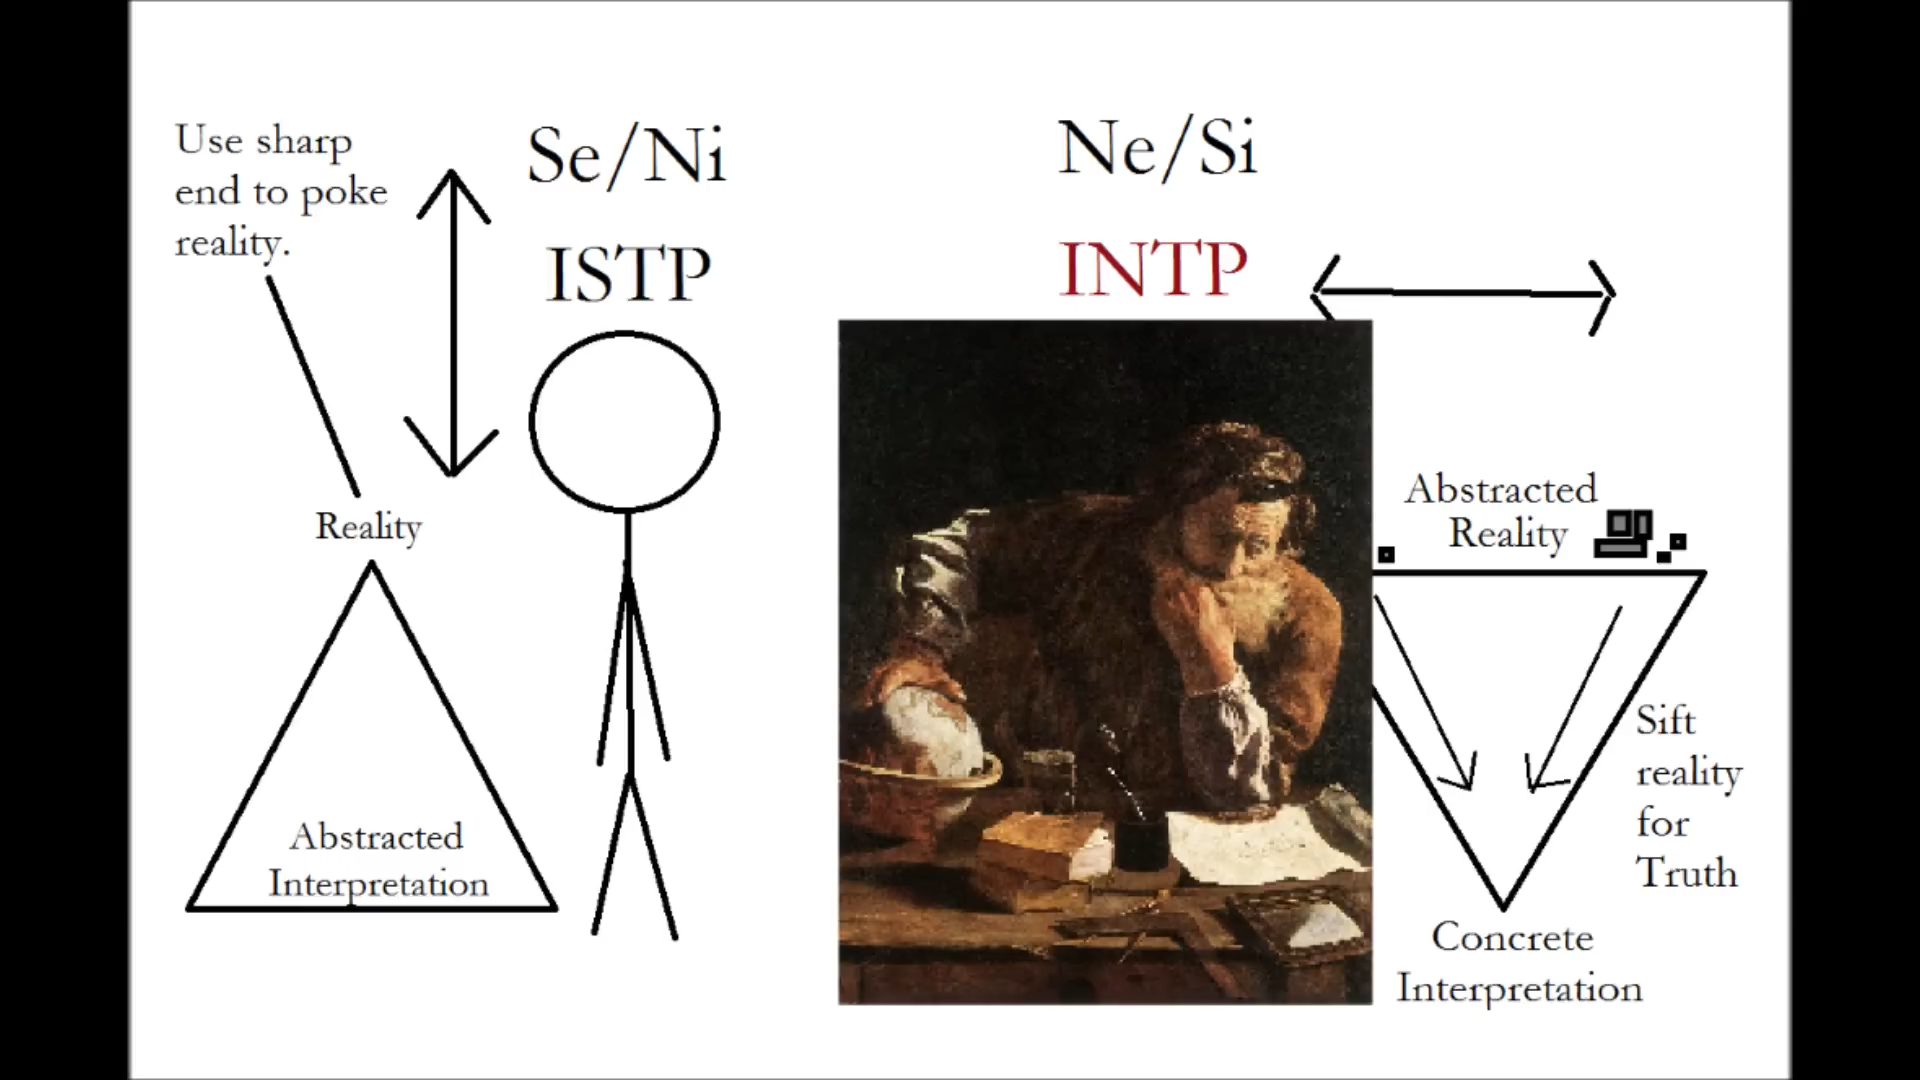 Use sharp
end to poke
reality.
Se/Ni
ISTP
Reality
Abstracted
Interpretation
Ne/Si
INTP
Abstracted
Reality
Sift
reality
for
Truth
Concrete
Interpretation